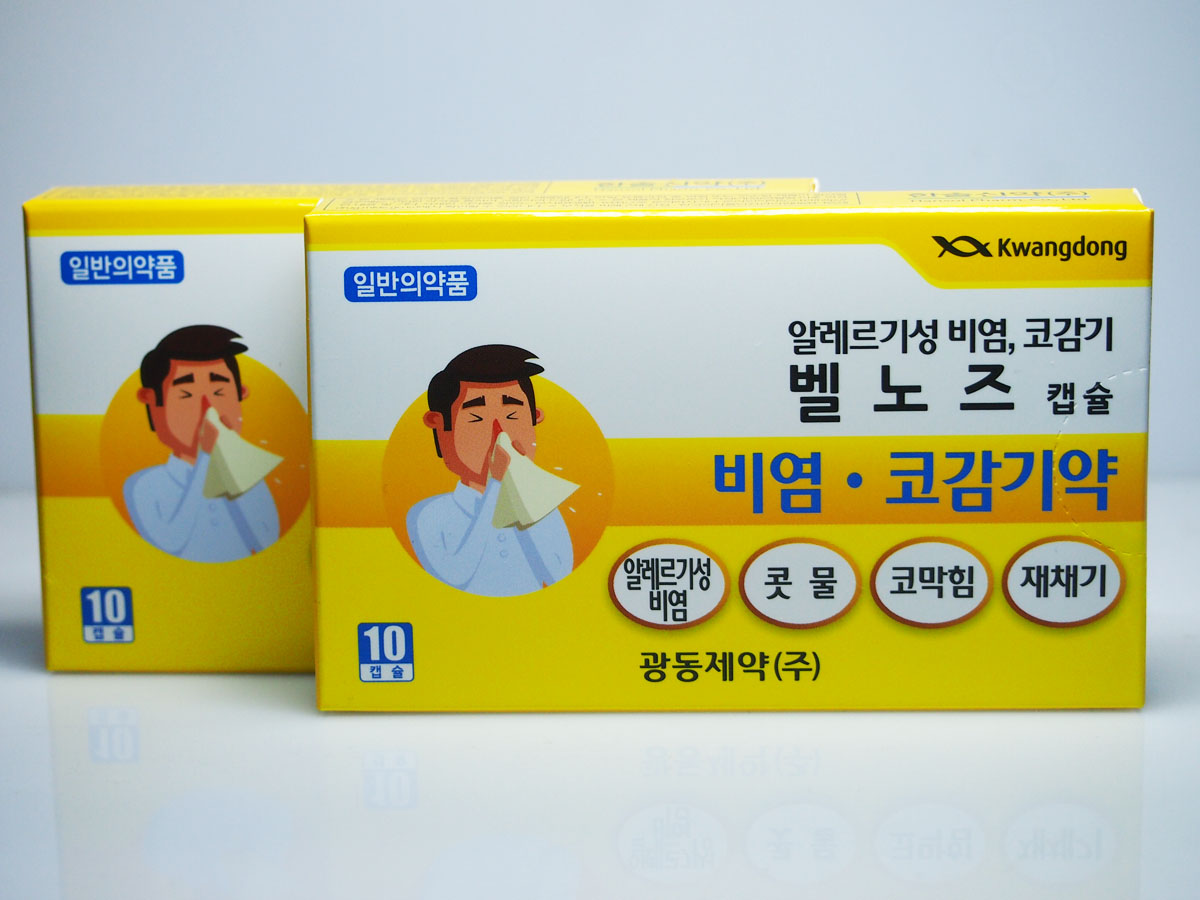 일반의약품
10
캡슐
Kwangdong
일반의약품
알레르기성 비염, 코감기
벨노즈 캡슐
비염 · 코감기약
알레르기성
비염
콧물
코막힘
재채기
10
캡슐
광동제약(주)